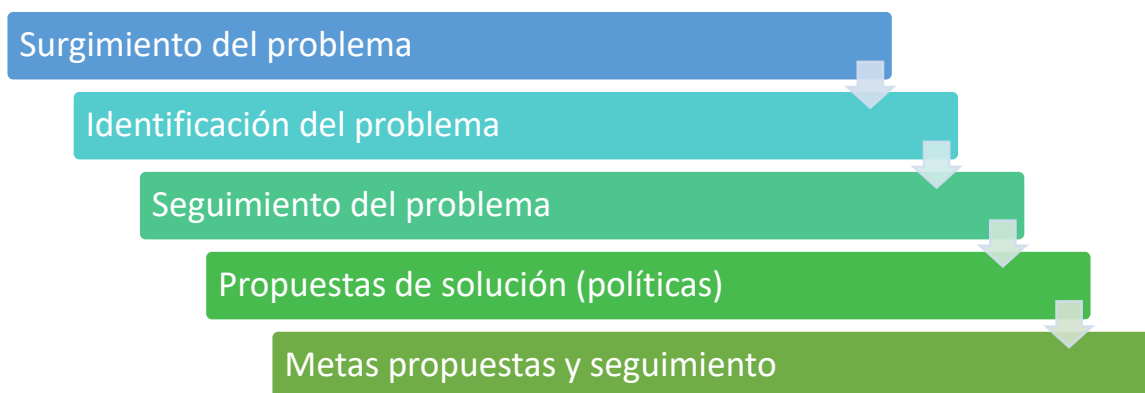 Surgimiento del problema
Identificación del problema
Seguimiento del problema
Propuestas de solución (políticas)
Metas propuestas y seguimiento